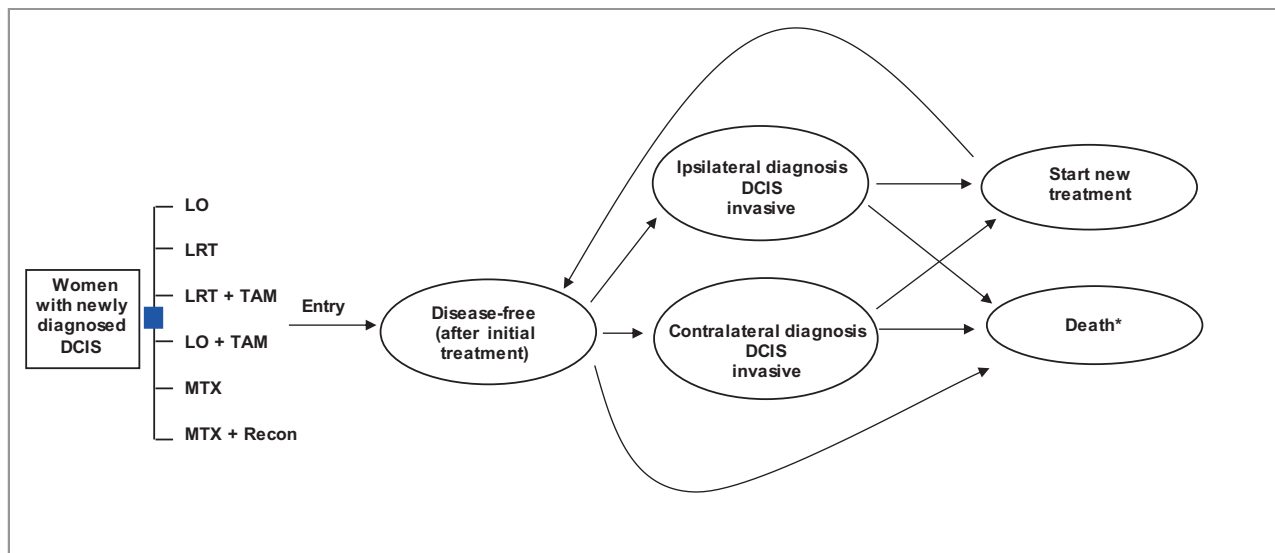 Women
with newly
diagnosed
DCIS
LO
LRT
LRT + TAM
LO + TAM
MTX
MTX + Recon
Entry
Disease-free
(after initial
treatment)
Ipsilateral diagnosis
DCIS
invasive
Contralateral diagnosis
DCIS
invasive
Start new
treatment
Death*